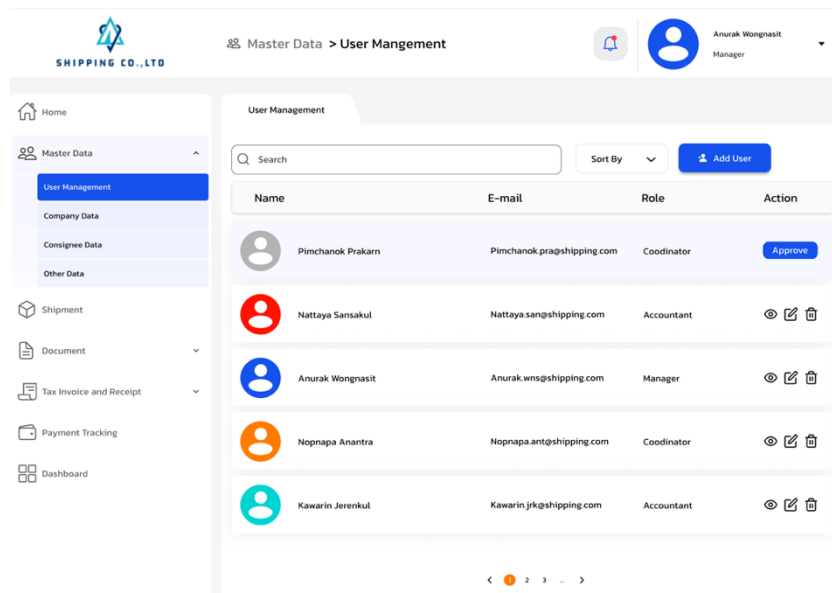 SHIPPING CO.,LTD
Master Data > User Mangement
Anurak Wongnasit
Manager
Home
Master Data
User Management
Company Data
Consignee Data
Other Data
Shipment
Document
Tax Invoice and Receipt
Payment Tracking
Dashboard
User Management
Search
Sort By
Add User
Name E-mail Role Action
Pimchanok Prakarn Pimchanok.pra@shipping.com Coodinator Approve
Nattaya Sansakul Nattaya.san@shipping.com Accountant
Anurak Wongnasit Anurak.wns@shipping.com Manager
Nopnapa Anantra Nopnapa.ant@shipping.com Coodinator
Kawarin Jerenkul Kawarin.jrk@shipping.com Accountant
< 1 2 3 ... >